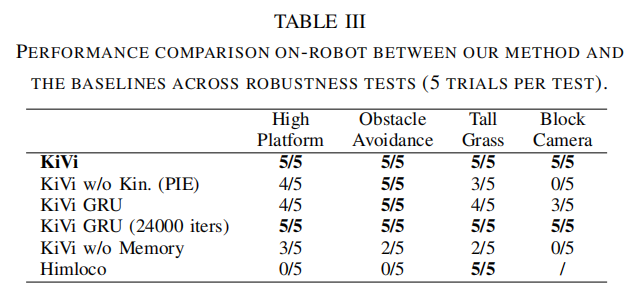 TABLE III
PERFORMANCE COMPARISON ON-ROBOT BETWEEN OUR METHOD AND
THE BASELINES ACROSS ROBUSTNESS TESTS (5 TRIALS PER TEST).
High Obstacle Tall Block
Platform Avoidance Grass Camera
KiVi 5/5 5/5 5/5 5/5
KiVi w/o Kin. (PIE) 4/5 5/5 3/5 0/5
KiVi GRU 4/5 5/5 4/5 3/5
KiVi GRU (24000 iters) 5/5 5/5 5/5 5/5
KiVi w/o Memory 3/5 2/5 2/5 0/5
Himloco 0/5 0/5 5/5 /